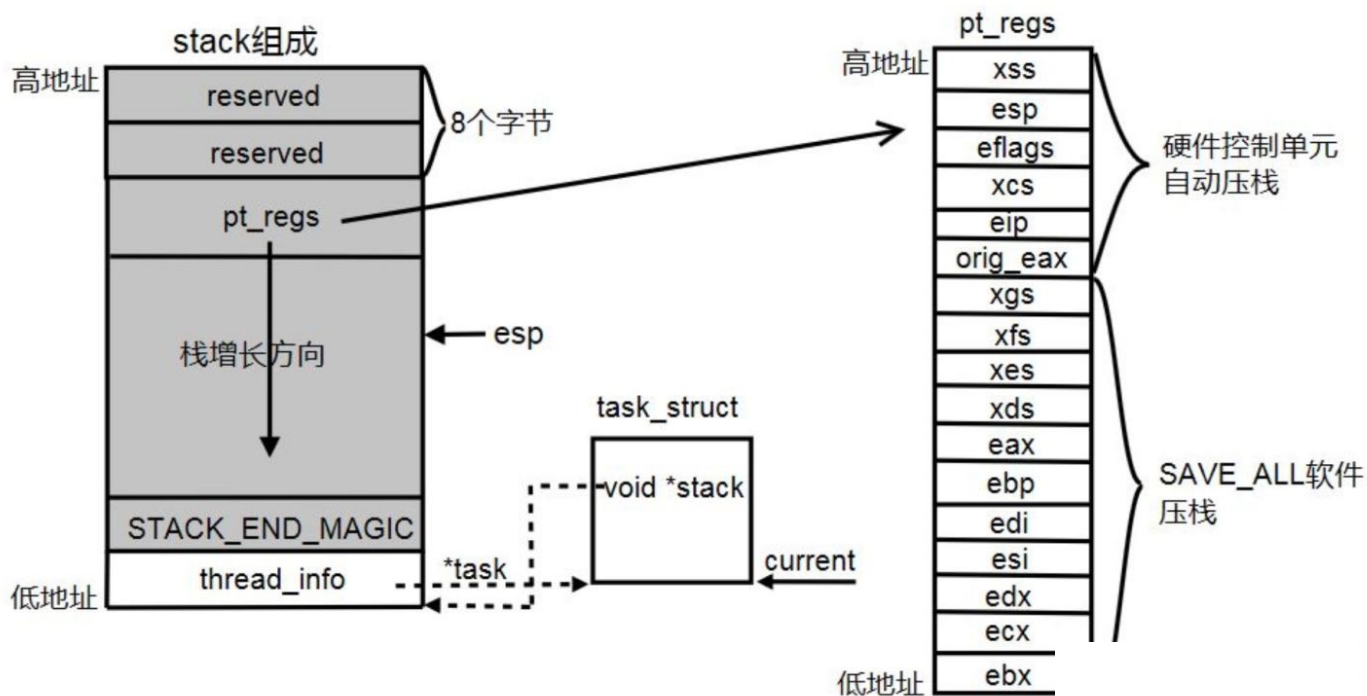 stack组成
高地址
reserved
reserved
8个字节
pt_regs
栈增长方向
esp
STACK_END_MAGIC
thread_info
低地址
*task
task_struct
void *stack
current
pt_regs
高地址
xss
esp
eflags
xcs
eip
orig_eax
硬件控制单元
自动压栈
xgs
xfs
xes
xds
eax
ebp
edi
esi
edx
ecx
ebx
SAVE_ALL软件
压栈
低地址